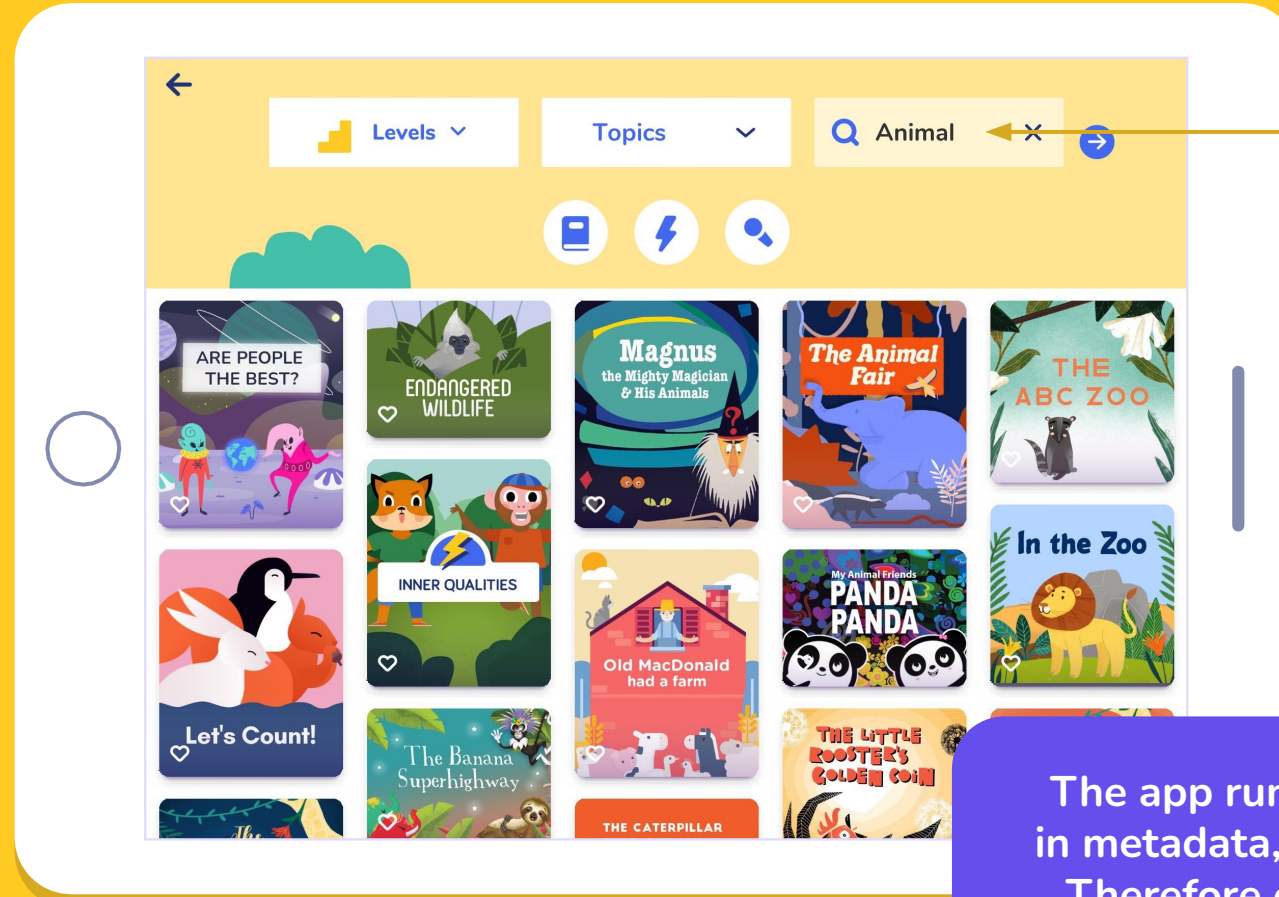 Levels
Topics
Animal
ARE PEOPLE
THE BEST?
ENDANGERED
WILDLIFE
Magnus
the Mighty Magician
& His Animals
The Animal
Fair
THE
ABC ZOO
Let's Count!
INNER QUALITIES
Old MacDonald
had a farm
My Animal Friends
PANDA
PANDA
In the Zoo
The Banana
Superhighway
THE LITTLE
ROOSTER'S
GOLDEN COIN
The
THE CATERPILLAR
The app
in metadata,
Therefore